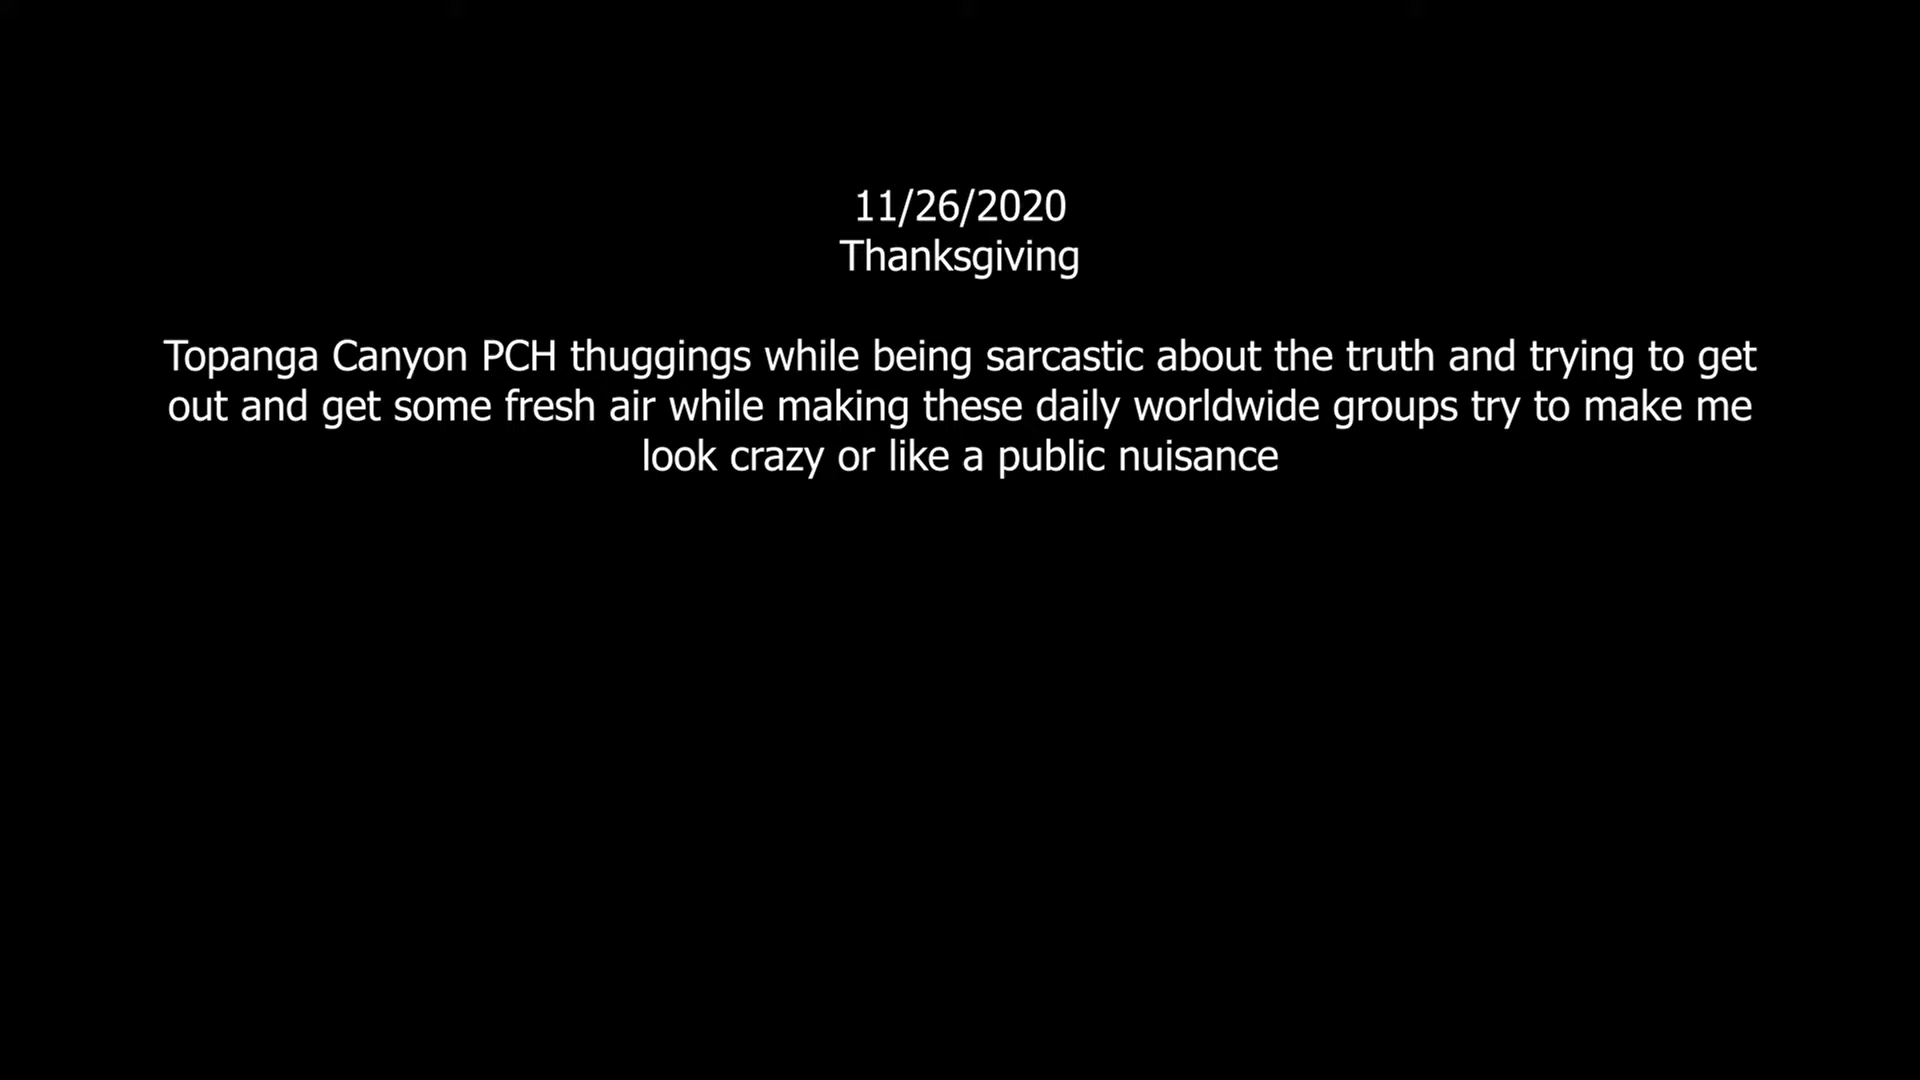 11/26/2020
Thanksgiving
Topanga Canyon PCH thuggings while being sarcastic about the truth and trying to get
out and get some fresh air while making these daily worldwide groups try to make me
look crazy or like a public nuisance